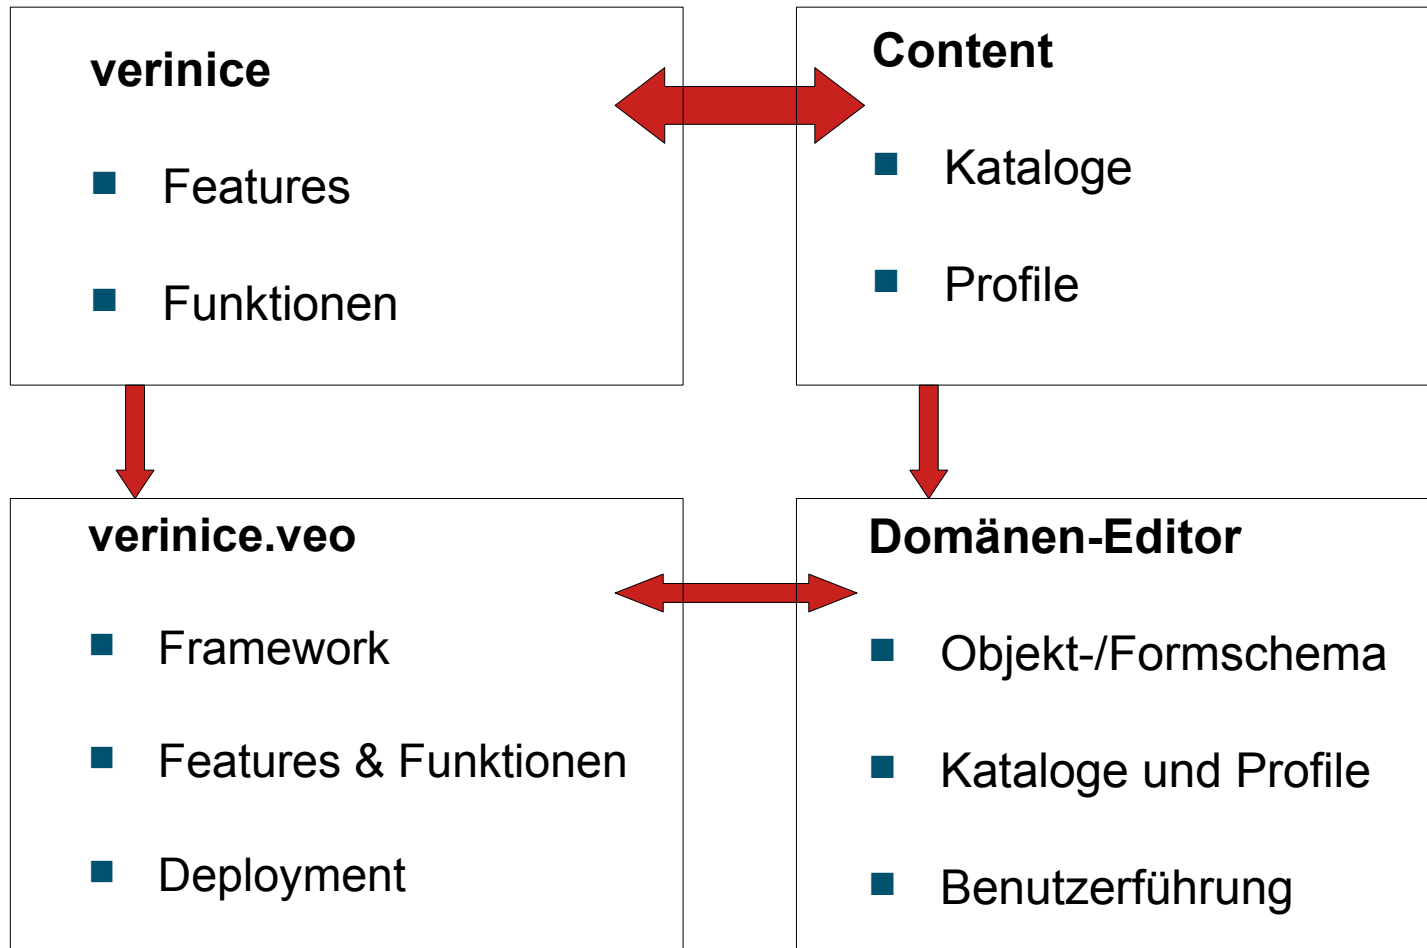 verinice
Features
Funktionen
Content
Kataloge
Profile
verinice.veo
Framework
Features & Funktionen
Deployment
Domänen-Editor
Objekt-/Formschema
Kataloge und Profile
Benutzerführung